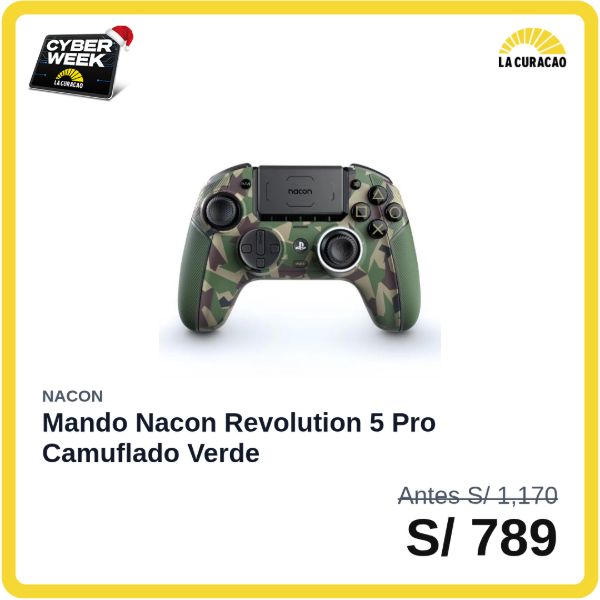 CYBER
WEEK
LA CURACAO
LA CURACAO
nacon
NACON
Mando Nacon Revolution 5 Pro
Camuflado Verde
Antes S/ 1,170
S/ 789